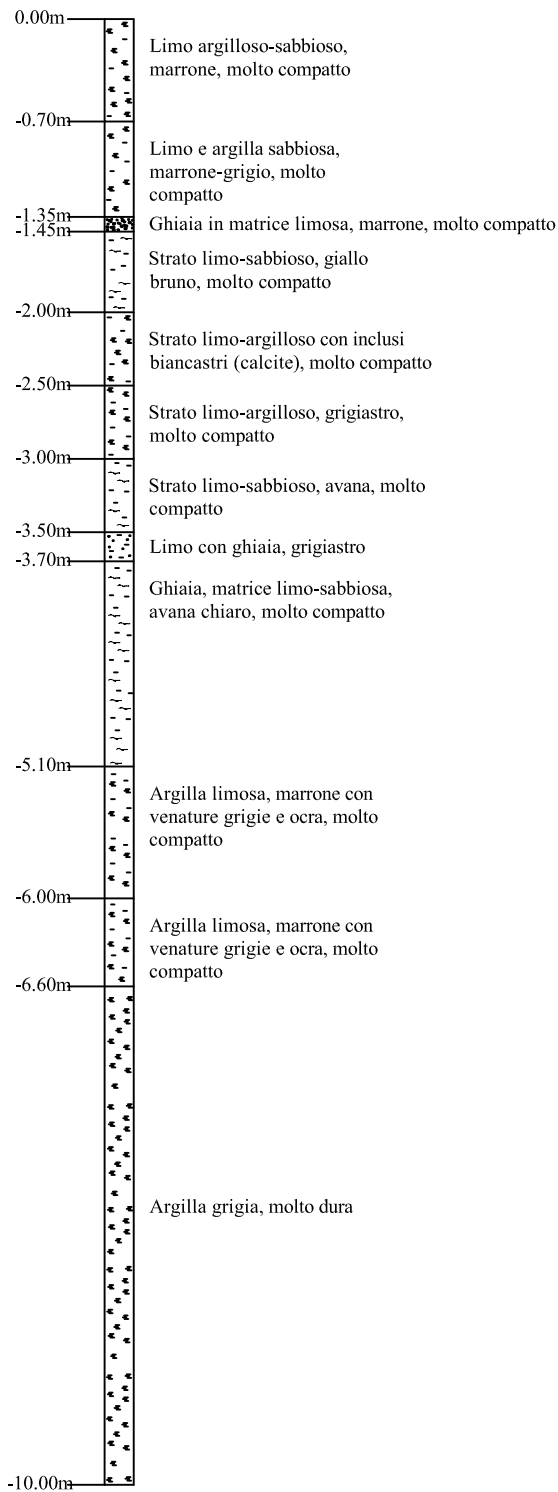 0.00m
Limo argilloso-sabbioso,
marrone, molto compatto
-0.70m
Limo e argilla sabbiosa,
marrone-grigio, molto
compatto
-1.35m
Ghiaia in matrice limosa, marrone, molto compatto
-1.45m
Strato limo-sabbioso, giallo
bruno, molto compatto
-2.00m
Strato limo-argilloso con inclusi
biancastri (calcite), molto compatto
-2.50m
Strato limo-argilloso, grigiastro,
molto compatto
-3.00m
Strato limo-sabbioso, avana, molto
compatto
-3.50m
Limo con ghiaia, grigiastro
-3.70m
Ghiaia, matrice limo-sabbiosa,
avana chiaro, molto compatto
-5.10m
Argilla limosa, marrone con
venature grigie e ocra, molto
compatto
-6.00m
Argilla limosa, marrone con
venature grigie e ocra, molto
compatto
-6.60m
Argilla grigia, molto dura
-10.00m